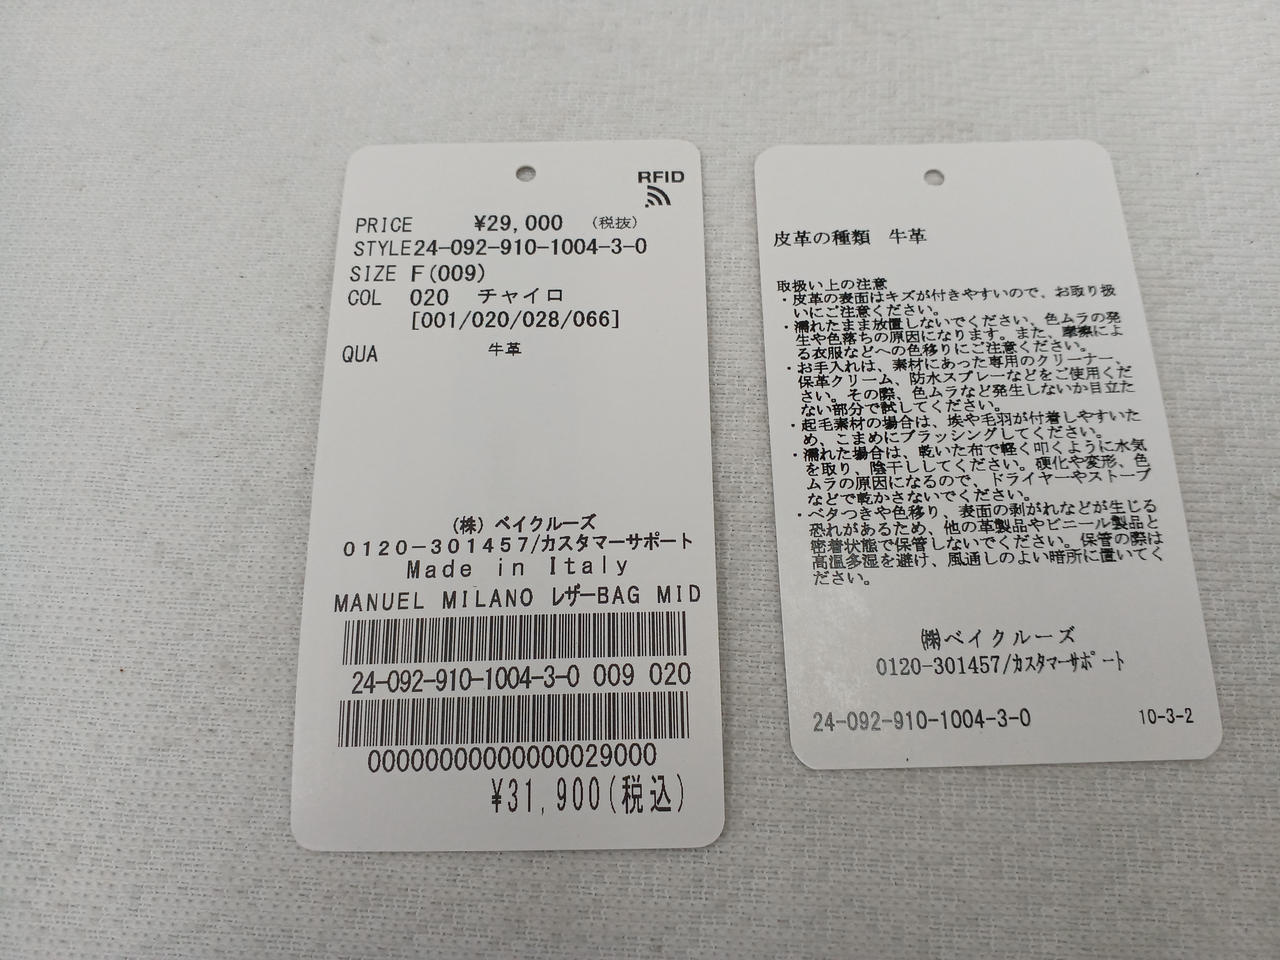 RFID
PRICE ¥29,000 (税抜)
STYLE24-092-910-1004-3-0
SIZE F(009)
COL 020 チャイロ
[001/020/028/066]
QUA 牛革
(株) ベイクルーズ
0120-301457/カスタマーサポート
Made in Italy
MANUEL MILANO レザーBAG MID
24-092-910-1004-3-0 009 020
00000000000000029000
¥31,900(税込)
皮革の種類 牛革
取扱い上の注意
・皮革の表面はキズが付きやすいので、お取り扱
いにご注意ください。
・濡れたまま放置しないでください、色ムラの発
生や色落ちの原因になります。また、摩擦によ
る衣服などへの色移りにご注意ください。
・お手入れは、素材にあった専用のクリーナー、
保革クリーム、防水スプレーなどをご使用くだ
さい。その際、色ムラなど発生しないか目立た
ない部分で試してください。
・起毛素材の場合は、埃や毛羽が付着しやすいた
め、こまめにブラッシングしてください。
・濡れた場合は、乾いた布で軽く叩くように水気
を取り、陰干ししてください。硬化や変形、色
ムラの原因になるので、ドライヤーやストーブ
などで乾かさないでください。
・ベタつきや色移り、表面の剥がれなどが生じる
恐れがあるため、他の革製品やビニール製品と
密着状態で保管しないでください。保管の際は
高温多湿を避け、風通しのよい暗所に置いてく
ださい。
㈱ベイクルーズ
0120-301457/カスタマーサポート
24-092-910-1004-3-0 10-3-2